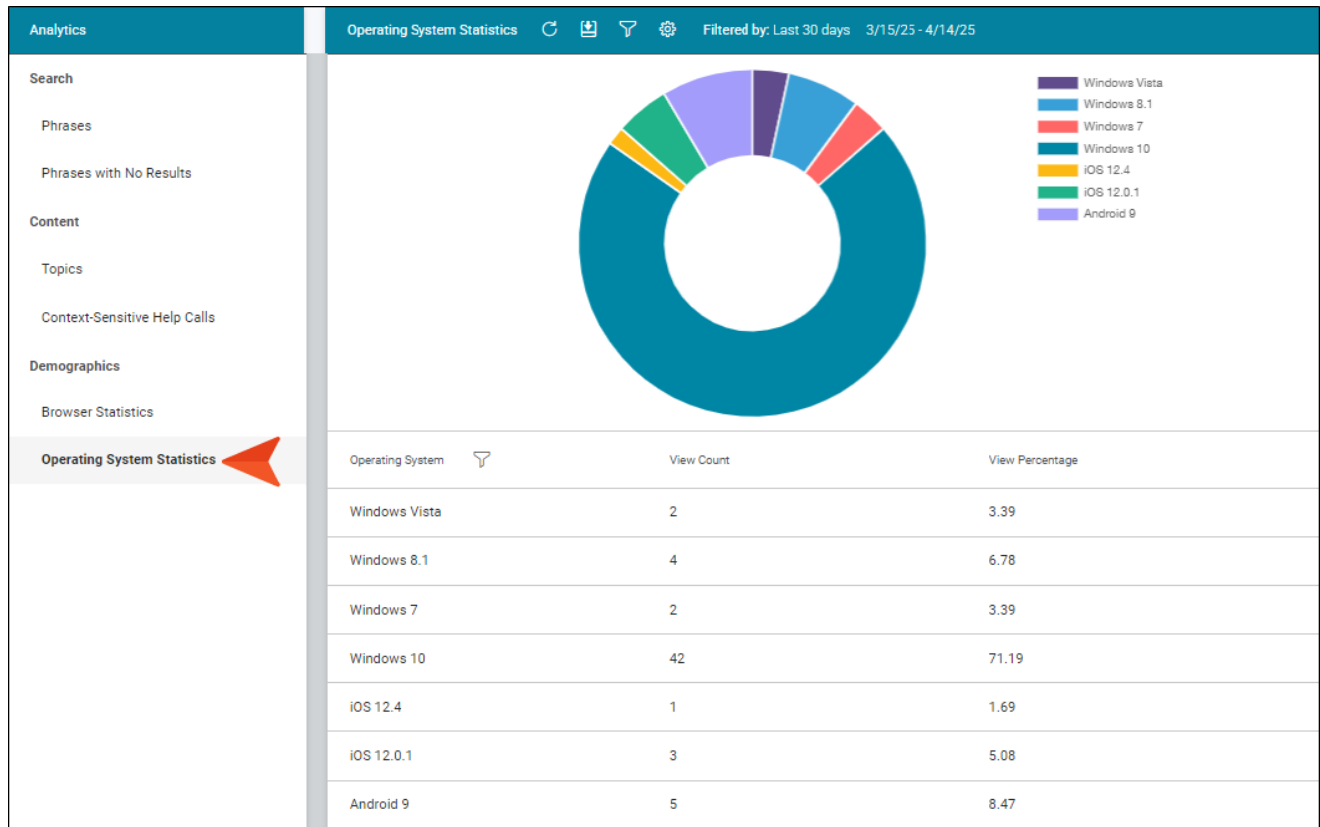 Analytics
Operating System Statistics Filtered by: Last 30 days 3/15/25 - 4/14/25
Search
Phrases
Phrases with No Results
Content
Topics
Context-Sensitive Help Calls
Demographics
Browser Statistics
Operating System Statistics
Windows Vista
Windows 8.1
Windows 7
Windows 10
iOS 12.4
iOS 12.0.1
Android 9
Operating System View Count View Percentage
Windows Vista 2 3.39
Windows 8.1 4 6.78
Windows 7 2 3.39
Windows 10 42 71.19
iOS 12.4 1 1.69
iOS 12.0.1 3 5.08
Android 9 5 8.47